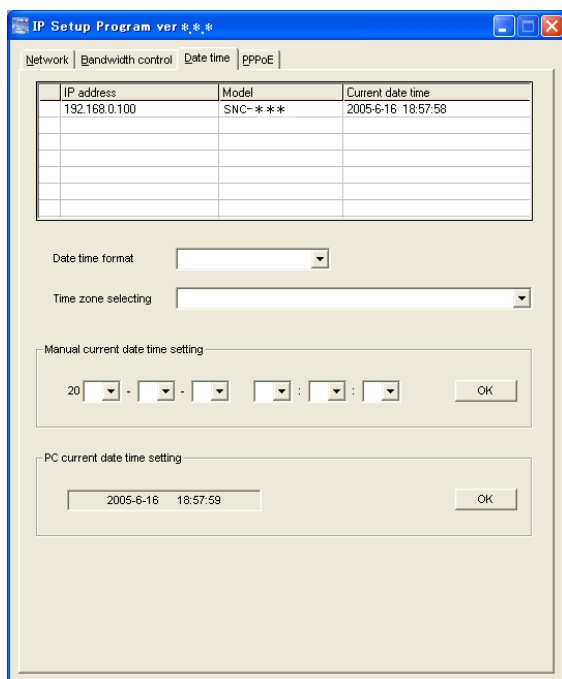 IP Setup Program ver *.*.*
Network Bandwidth control Date time PPPoE
IP address Model Current date time
192.168.0.100 SNC-*** 2005-6-16 18:57:58
Date time format
Time zone selecting
Manual current date time setting
20 - - : : OK
PC current date time setting
2005-6-16 18:57:59 OK